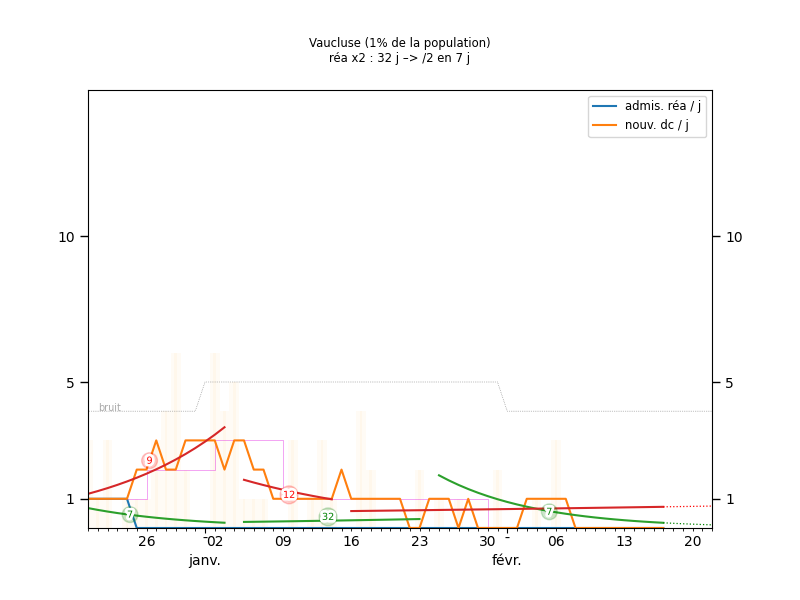 Vaucluse (1% de la population)
réa x2 : 32 j –> /2 en 7 j
admis. réa / j
nouv. dc / j
10
10
5
5
bruit
9
12
1
1
7
32
7
26
02
09
16
23
30
06
13
20
janv.
févr.